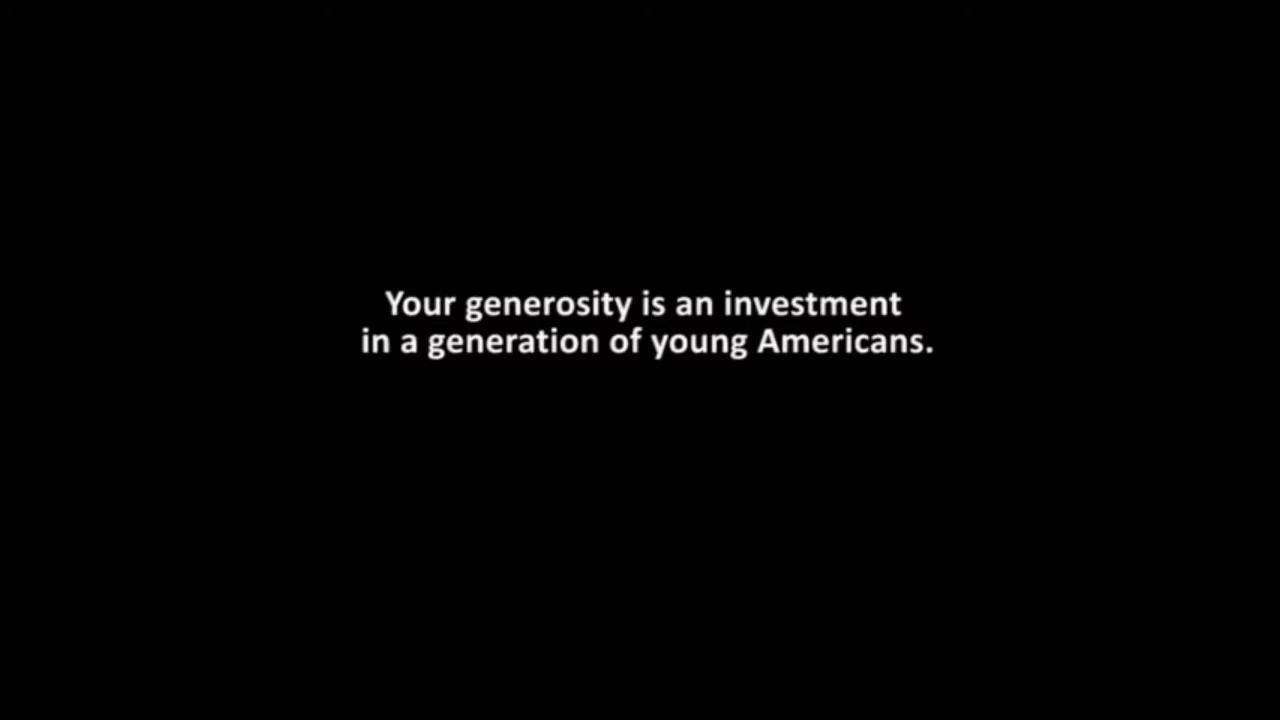 Your generosity is an investment
in a generation of young Americans.